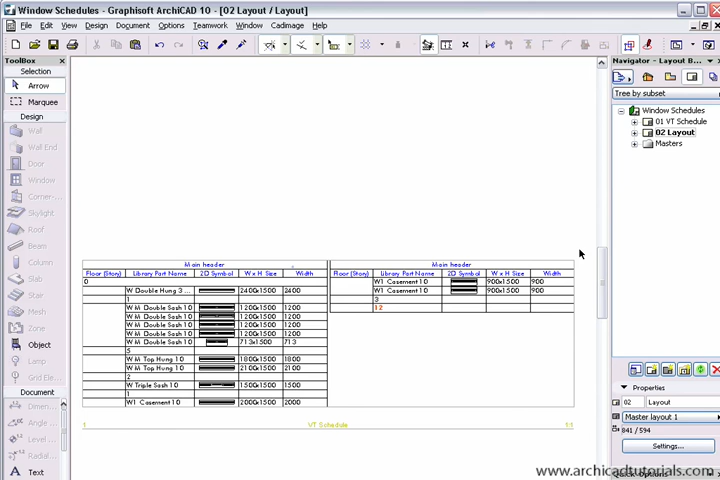 Window Schedules - Graphisoft ArchiCAD 10 - [02 Layout / Layout]
File Edit View Design Document Options Teamwork Window Cadimage Help
ToolBox
Selection
Arrow
Marquee
Design
Wall
Wall End
Door
Window
Corner-...
Skylight
Roof
Beam
Column
Slab
Stair
Mesh
Zone
Object
Lamp
Grid Ele...
Document
Dimen...
Angle ...
Level ...
Radial...
Text
Main header
Floor (Story) Library Part Name 2D Symbol W x H Size Width
0
W Double Hung 3 ... 2400x1500 2400
1
W M Double Sash 10 1200x1500 1200
W M Double Sash 10 1200x1500 1200
W M Double Sash 10 1200x1500 1200
W M Double Sash 10 1200x1500 1200
W M Double Sash 10 713x1500 713
5
W M Top Hung 10 1800x1500 1800
W M Top Hung 10 2100x1500 2100
2
W Triple Sash 10 1500x1500 1500
1
W1 Casement 10 2000x1500 2000
Main header
Floor (Story) Library Part Name 2D Symbol W x H Size Width
W1 Casement 10 900x1500 900
W1 Casement 10 900x1500 900
3
12
1 VT Schedule 1:1
Navigator - Layout B...
Tree by subset
Window Schedules
01 VT Schedule
02 Layout
Masters
Properties
02 Layout
Master layout 1
841 / 594
Settings...
Quick Options
www.archicadtutorials.com